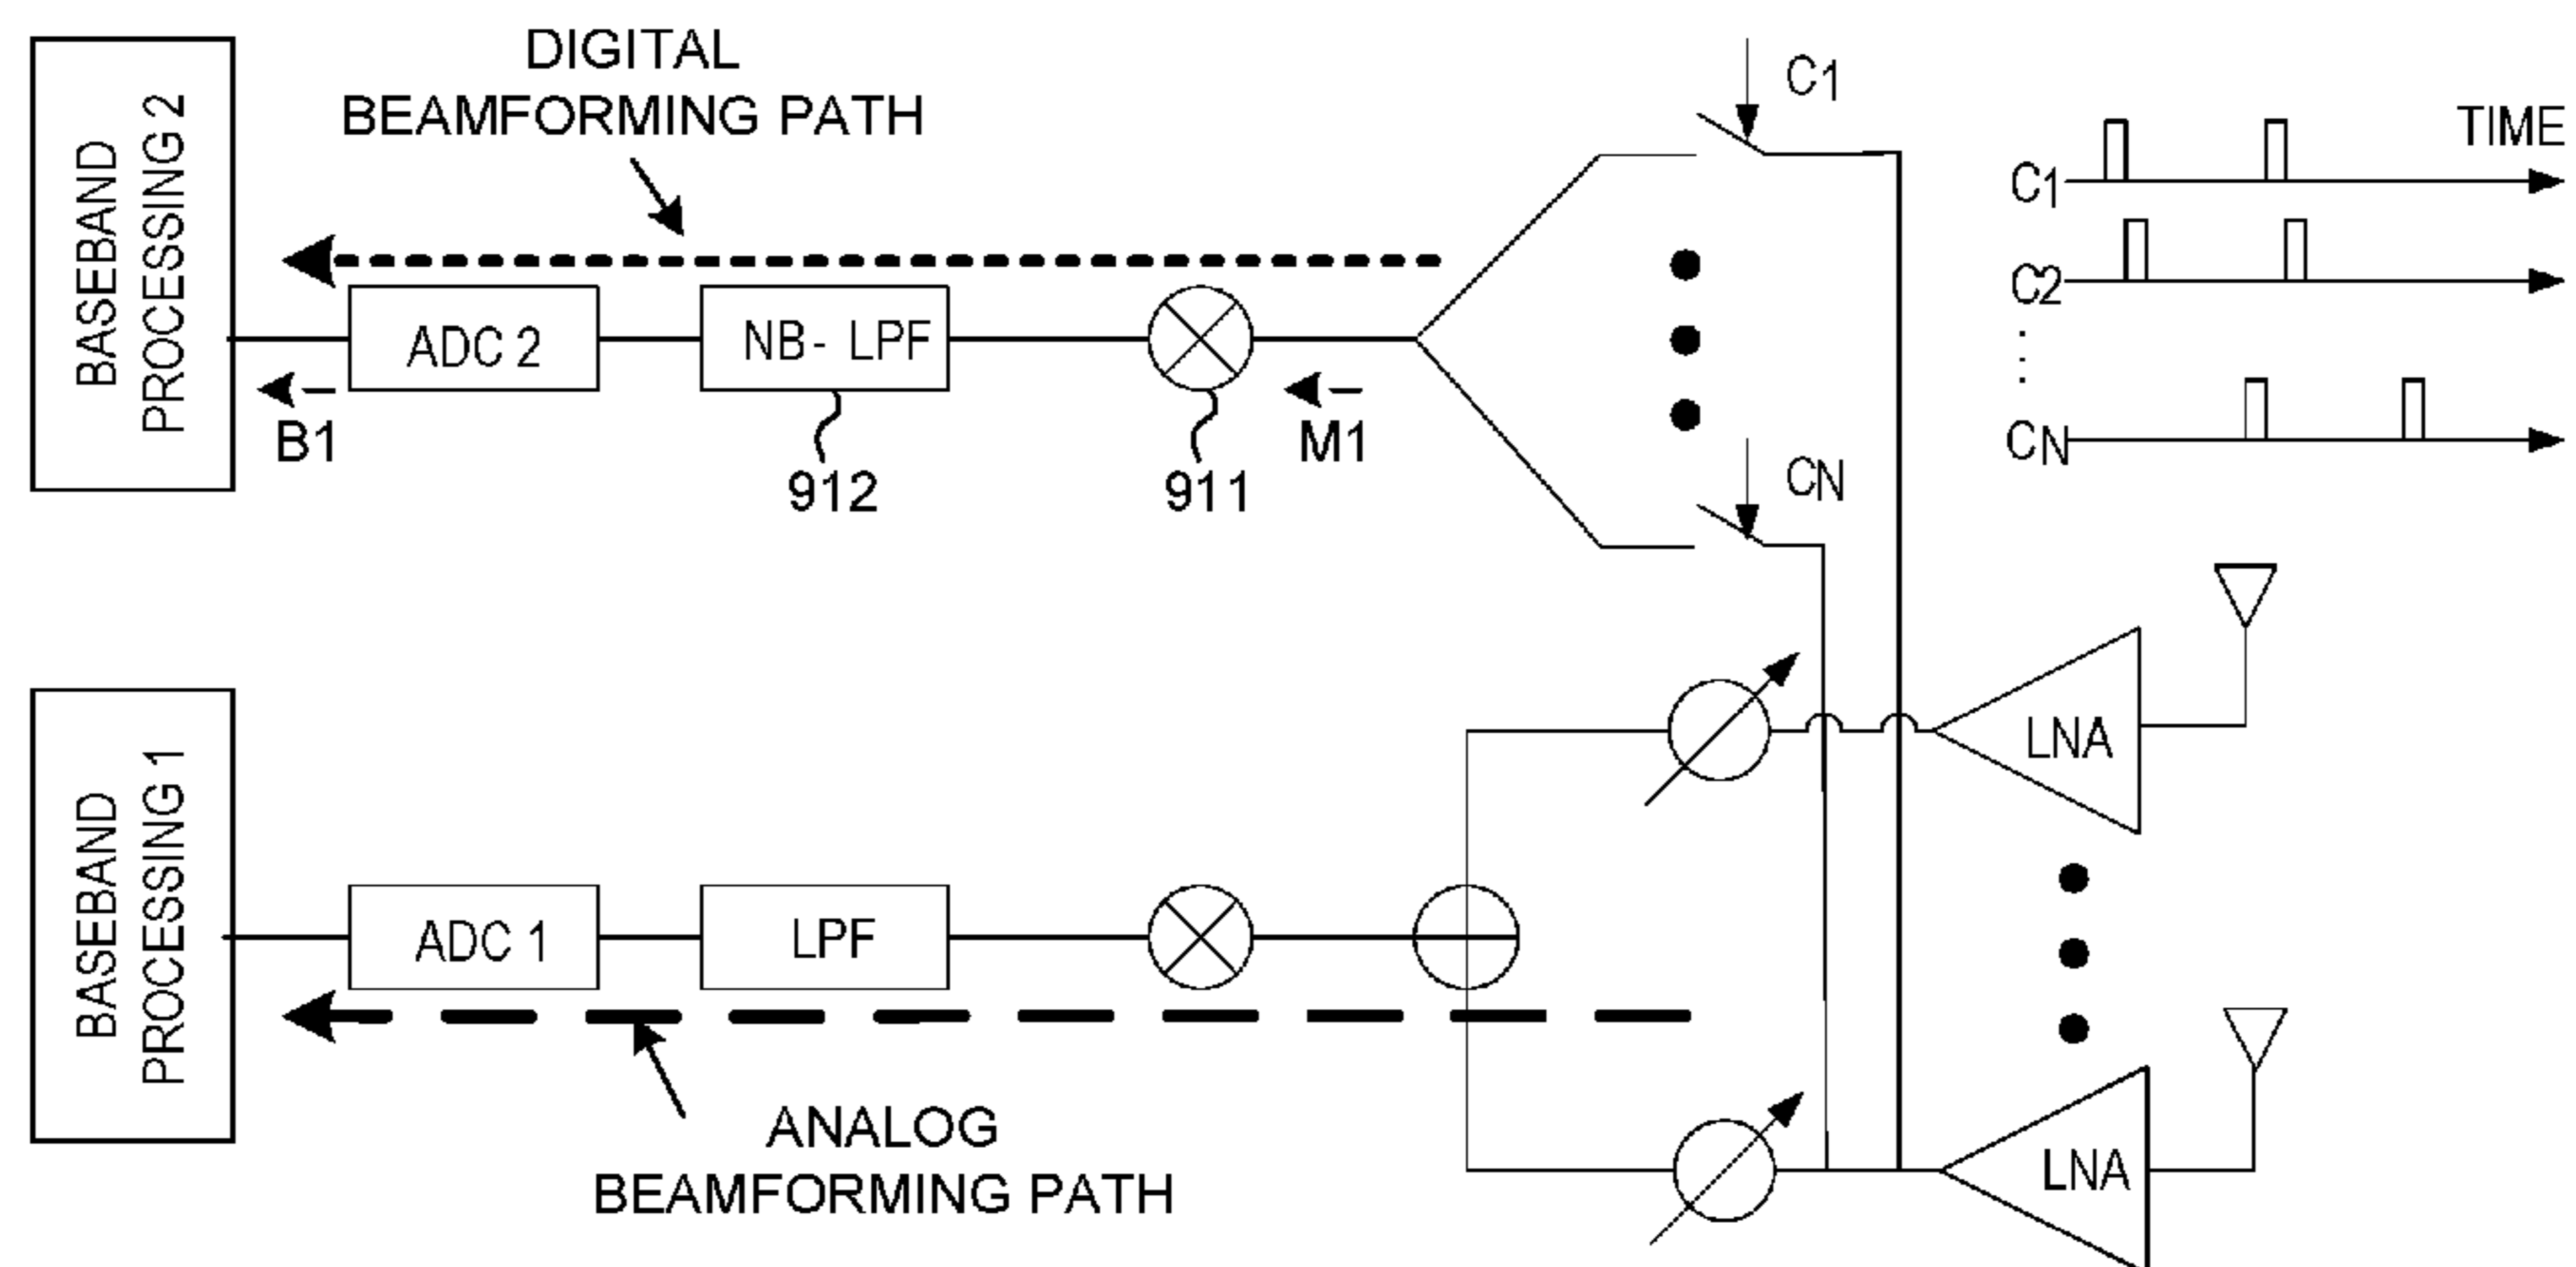 DIGITAL
BEAMFORMING PATH
BASEBAND
PROCESSING 2
ADC 2
NB- LPF
B1
912
911
M1
C1
CN
TIME
C1
C2
CN
LNA
BASEBAND
PROCESSING 1
ADC 1
LPF
ANALOG
BEAMFORMING PATH
LNA